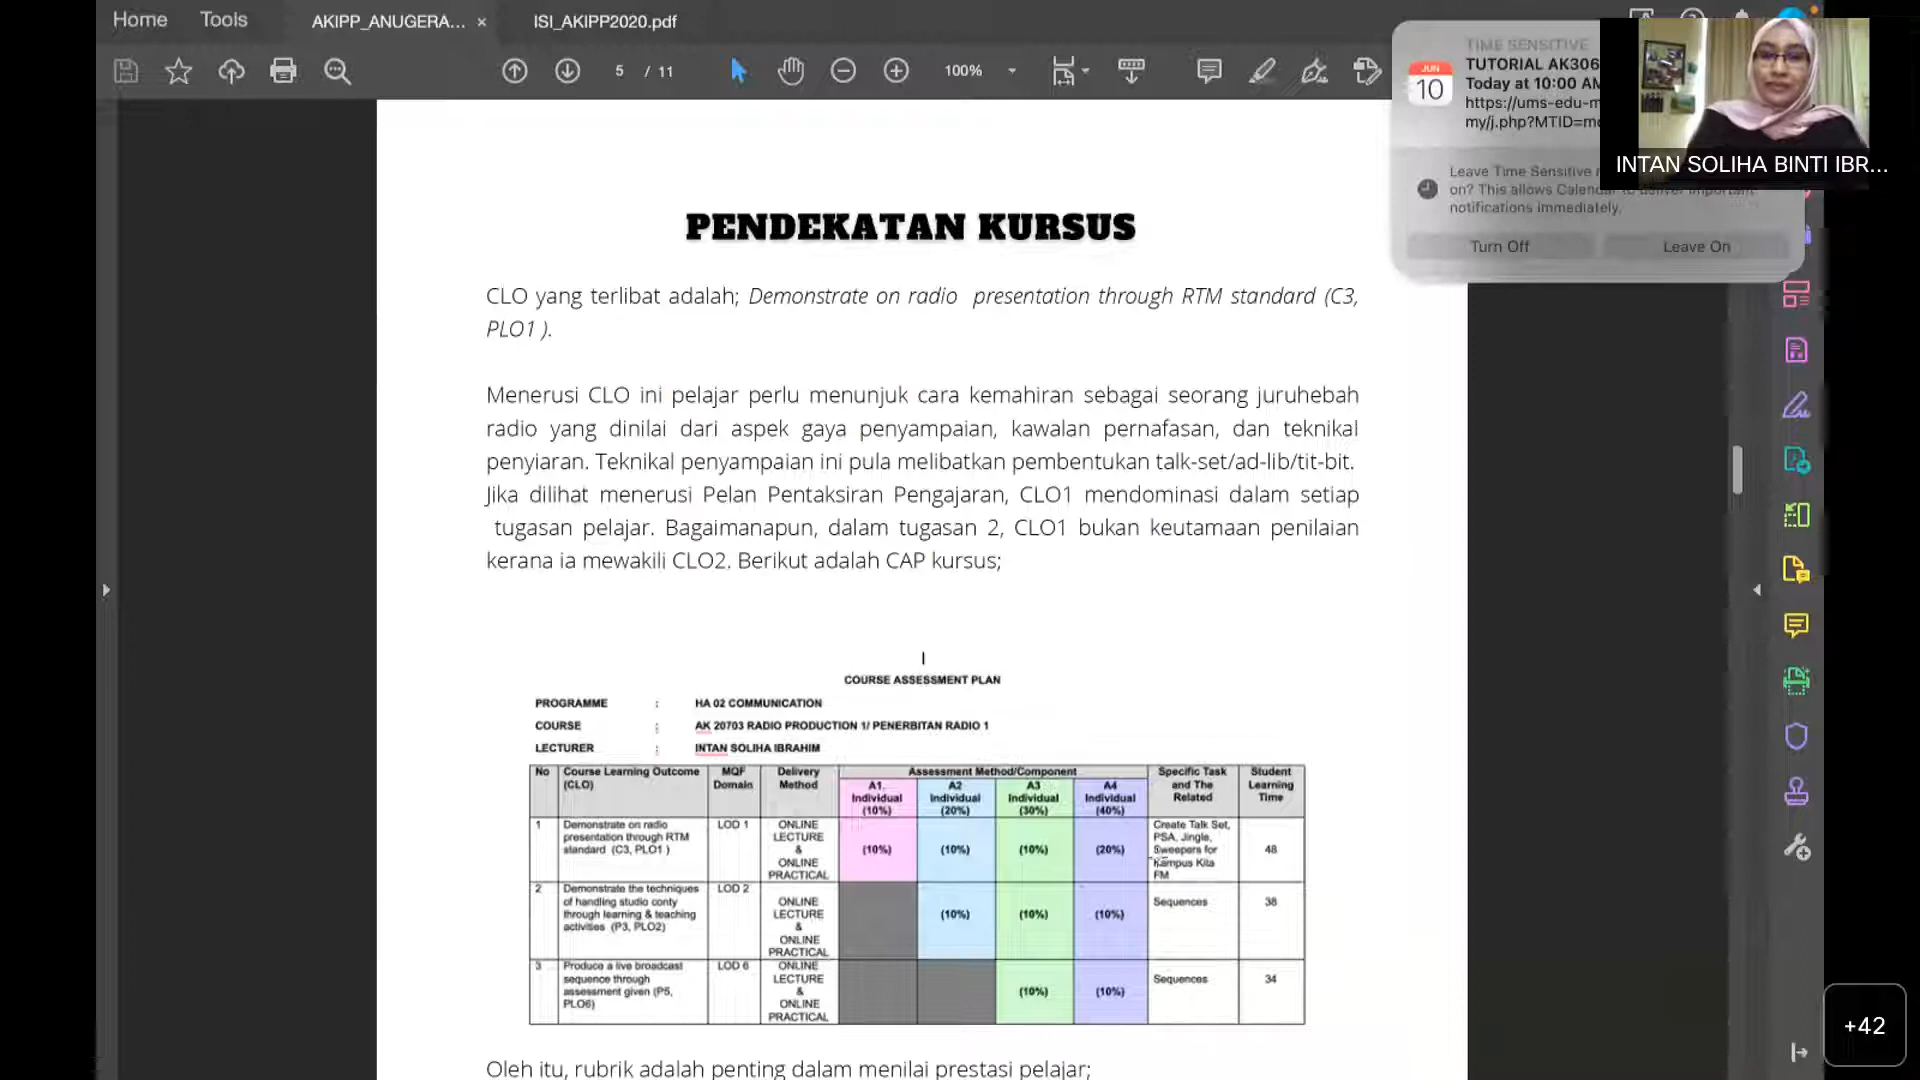 Home
Tools
AKIPP_ANUGERA... ×
ISI_AKIPP2020.pdf
5 / 11
100%
TIME SENSITIVE
TUTORIAL AK306
Today at 10:00 AM
https://ums-edu-m
my/j.php?MTID=m
JUN
10
Leave Time Sensitive
on? This allows Calendar to deliver important
notifications immediately.
Turn Off
Leave On
INTAN SOLIHA BINTI IBR...
PENDEKATAN KURSUS
CLO yang terlibat adalah; Demonstrate on radio presentation through RTM standard (C3,
PLO1 ).
Menerusi CLO ini pelajar perlu menunjuk cara kemahiran sebagai seorang juruhebah
radio yang dinilai dari aspek gaya penyampaian, kawalan pernafasan, dan teknikal
penyiaran. Teknikal penyampaian ini pula melibatkan pembentukan talk-set/ad-lib/tit-bit.
Jika dilihat menerusi Pelan Pentaksiran Pengajaran, CLO1 mendominasi dalam setiap
tugasan pelajar. Bagaimanapun, dalam tugasan 2, CLO1 bukan keutamaan penilaian
kerana ia mewakili CLO2. Berikut adalah CAP kursus;
COURSE ASSESSMENT PLAN
PROGRAMME : HA 02 COMMUNICATION
COURSE : AK 20703 RADIO PRODUCTION 1/ PENERBITAN RADIO 1
LECTURER : INTAN SOLIHA IBRAHIM
No
Course Learning Outcome
(CLO)
MQF
Domain
Delivery
Method
Assessment Method/Component
A1.
Individual
(10%)
A2
Individual
(20%)
A3
Individual
(30%)
A4
Individual
(40%)
Specific Task
and The
Related
Student
Learning
Time
1
Demonstrate on radio
presentation through RTM
standard (C3, PLO1 )
LOD 1
ONLINE
LECTURE
&
ONLINE
PRACTICAL
(10%)
(10%)
(10%)
(20%)
Create Talk Set,
PSA, Jingle,
Sweepers for
Kampus Kita
FM
48
2
Demonstrate the techniques
of handling studio conty
through learning & teaching
activities (P3, PLO2)
LOD 2
ONLINE
LECTURE
&
ONLINE
PRACTICAL
(10%)
(10%)
(10%)
Sequences
38
3
Produce a live broadcast
sequence through
assessment given (P5,
PLO6)
LOD 6
ONLINE
LECTURE
&
ONLINE
PRACTICAL
(10%)
(10%)
Sequences
34
Oleh itu, rubrik adalah penting dalam menilai prestasi pelajar;
+42